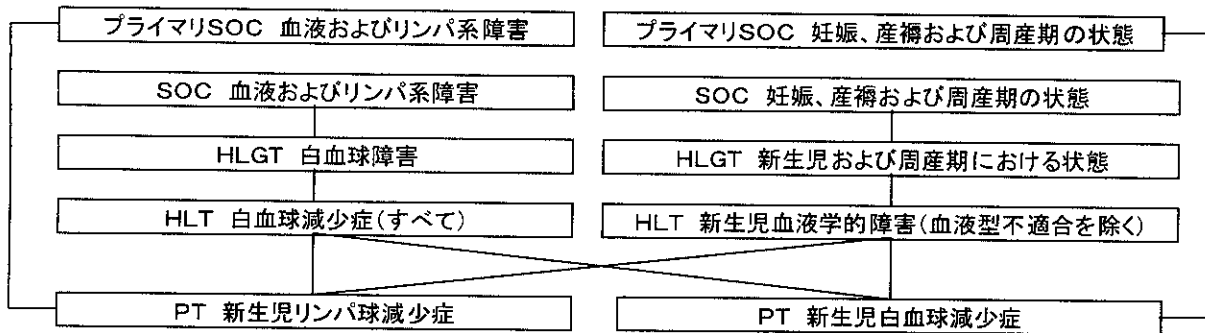 プライマリSOC 血液およびリンパ系障害
プライマリSOC 妊娠、産褥および周産期の状態
SOC 血液およびリンパ系障害
SOC 妊娠、産褥および周産期の状態
HLGT 白血球障害
HLGT 新生児および周産期における状態
HLT 白血球減少症(すべて)
HLT 新生児血液学的障害(血液型不適合を除く)
PT 新生児リンパ球減少症
PT 新生児白血球減少症